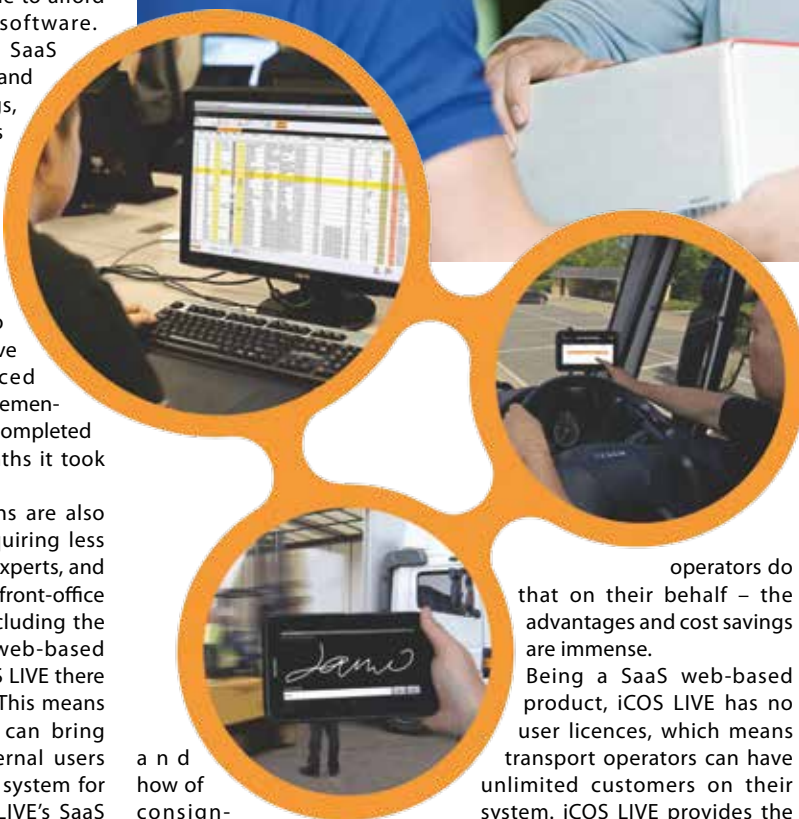 e to afford
software.
SaaS
and
gs,
s
o
ve
ced
emen-
ompleted
ths it took
ns are also
uiring less
xperts, and
front-office
cluding the
web-based
S LIVE there
This means
can bring
ernal users
system for
LIVE's SaaS
a n d
how of
consign-
operators do
that on their behalf – the
advantages and cost savings
are immense.
Being a SaaS web-based
product, iCOS LIVE has no
user licences, which means
transport operators can have
unlimited customers on their
system. iCOS LIVE provides the